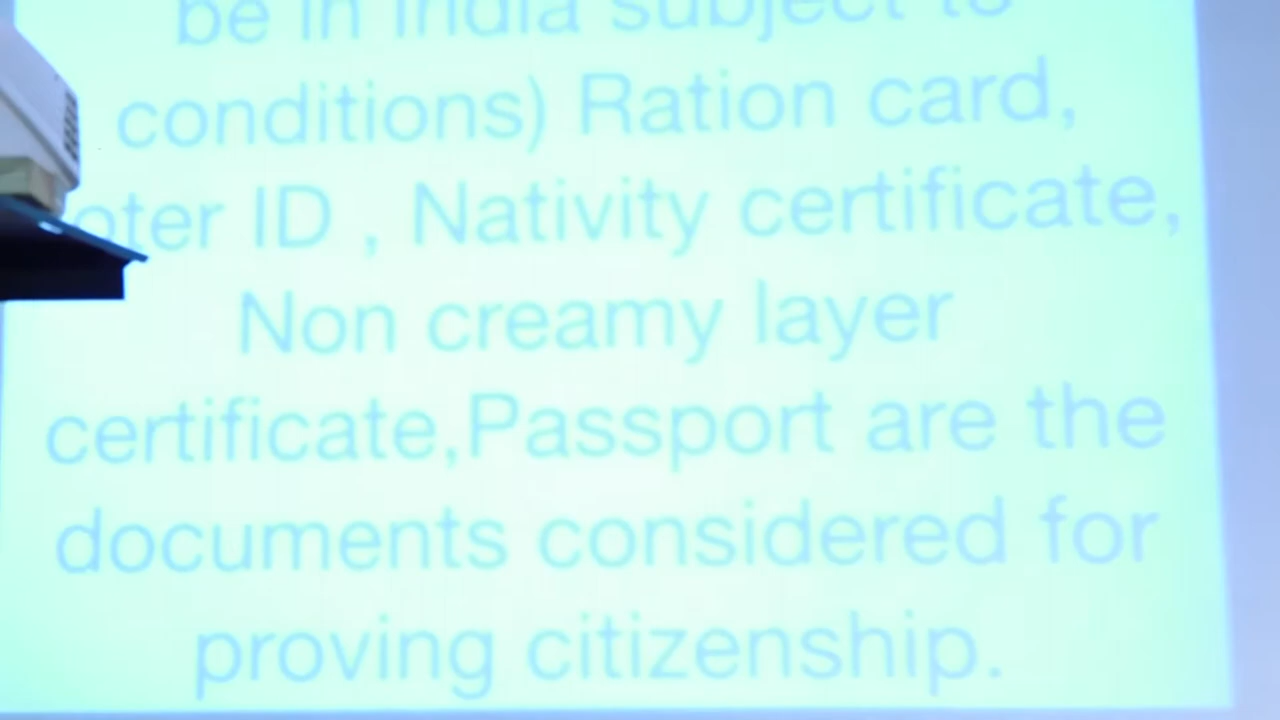 be in India subject to
conditions) Ration card,
oter ID , Nativity certificate,
Non creamy layer
certificate,Passport are the
documents considered for
proving citizenship.